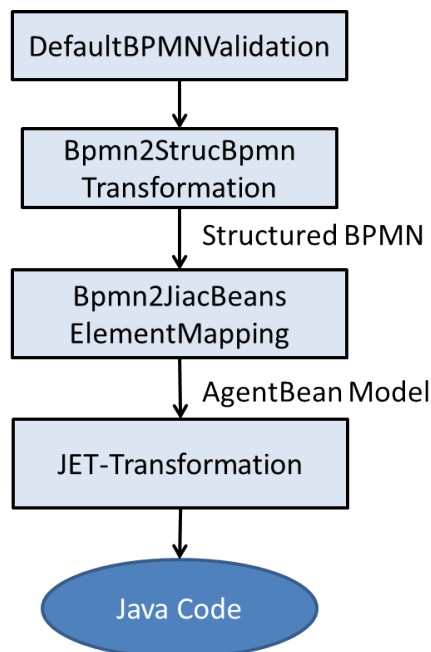 DefaultBPMNValidation
Bpmn2StrucBpmn
Transformation
Structured BPMN
Bpmn2JiacBeans
ElementMapping
AgentBean Model
JET-Transformation
Java Code